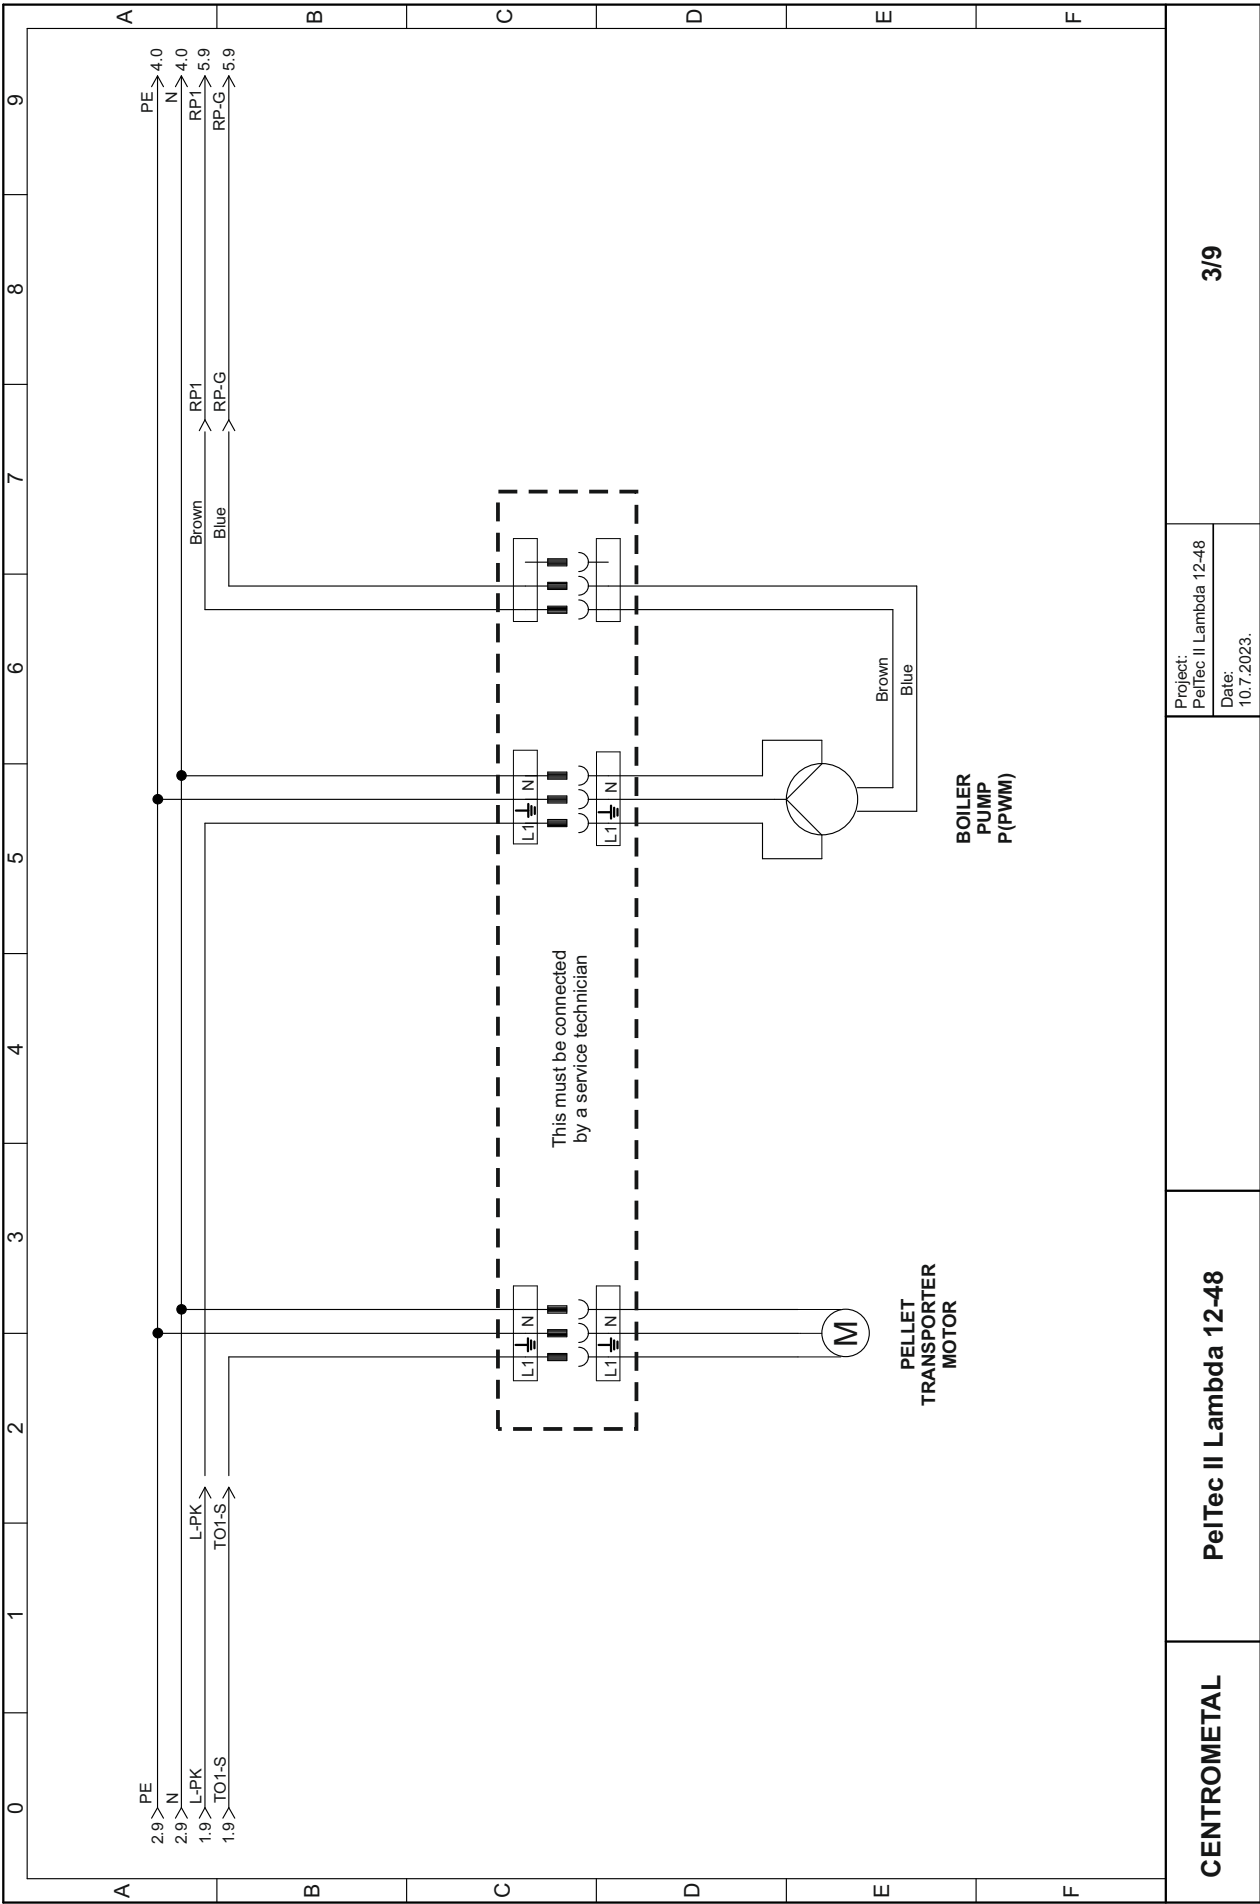 0 1 2 3 4 5 6 7 8 9
A A
B B
C C
D D
E E
F F
2.9 PE
2.9 N
1.9 L-PK
1.9 TO1-S
L-PK
TO1-S
Brown RP1
Blue RP-G
PE 4.0
N 4.0
RP1 5.9
RP-G 5.9
L1 N
L1 N
This must be connected
by a service technician
L1 N
L1 N
M
PELLET
TRANSPORTER
MOTOR
Brown
Blue
BOILER
PUMP
P(PWM)
CENTROMETAL
PelTec II Lambda 12-48
Project:
PelTec II Lambda 12-48
Date:
10.7.2023.
3/9